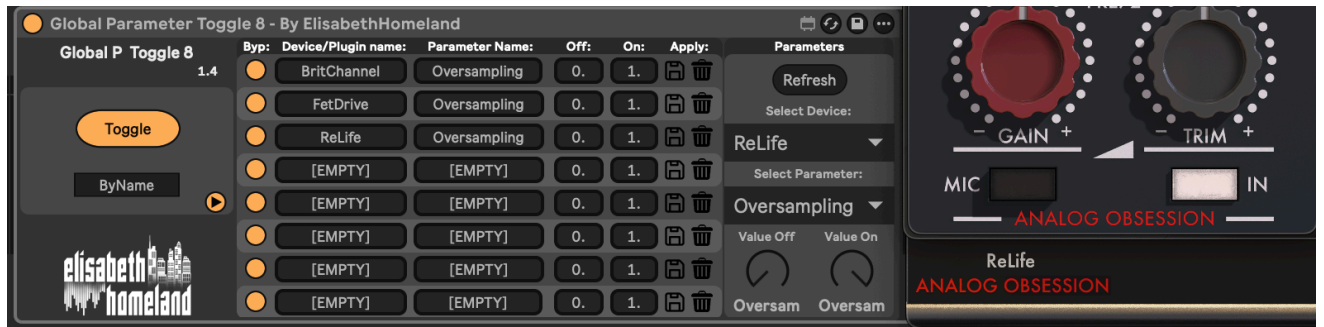 Global Parameter Toggle 8 - By ElisabethHomeland
Global P Toggle 8
1.4
Toggle
ByName
elisabeth
homeland
Byp: Device/Plugin name: Parameter Name: Off: On: Apply:
BritChannel Oversampling 0. 1.
FetDrive Oversampling 0. 1.
ReLife Oversampling 0. 1.
[EMPTY] [EMPTY] 0. 1.
[EMPTY] [EMPTY] 0. 1.
[EMPTY] [EMPTY] 0. 1.
[EMPTY] [EMPTY] 0. 1.
[EMPTY] [EMPTY] 0. 1.
Parameters
Refresh
Select Device:
ReLife
Select Parameter:
Oversampling
Value Off Value On
Oversam Oversam
- GAIN + - TRIM +
MIC IN
ANALOG OBSESSION
ReLife
ANALOG OBSESSION